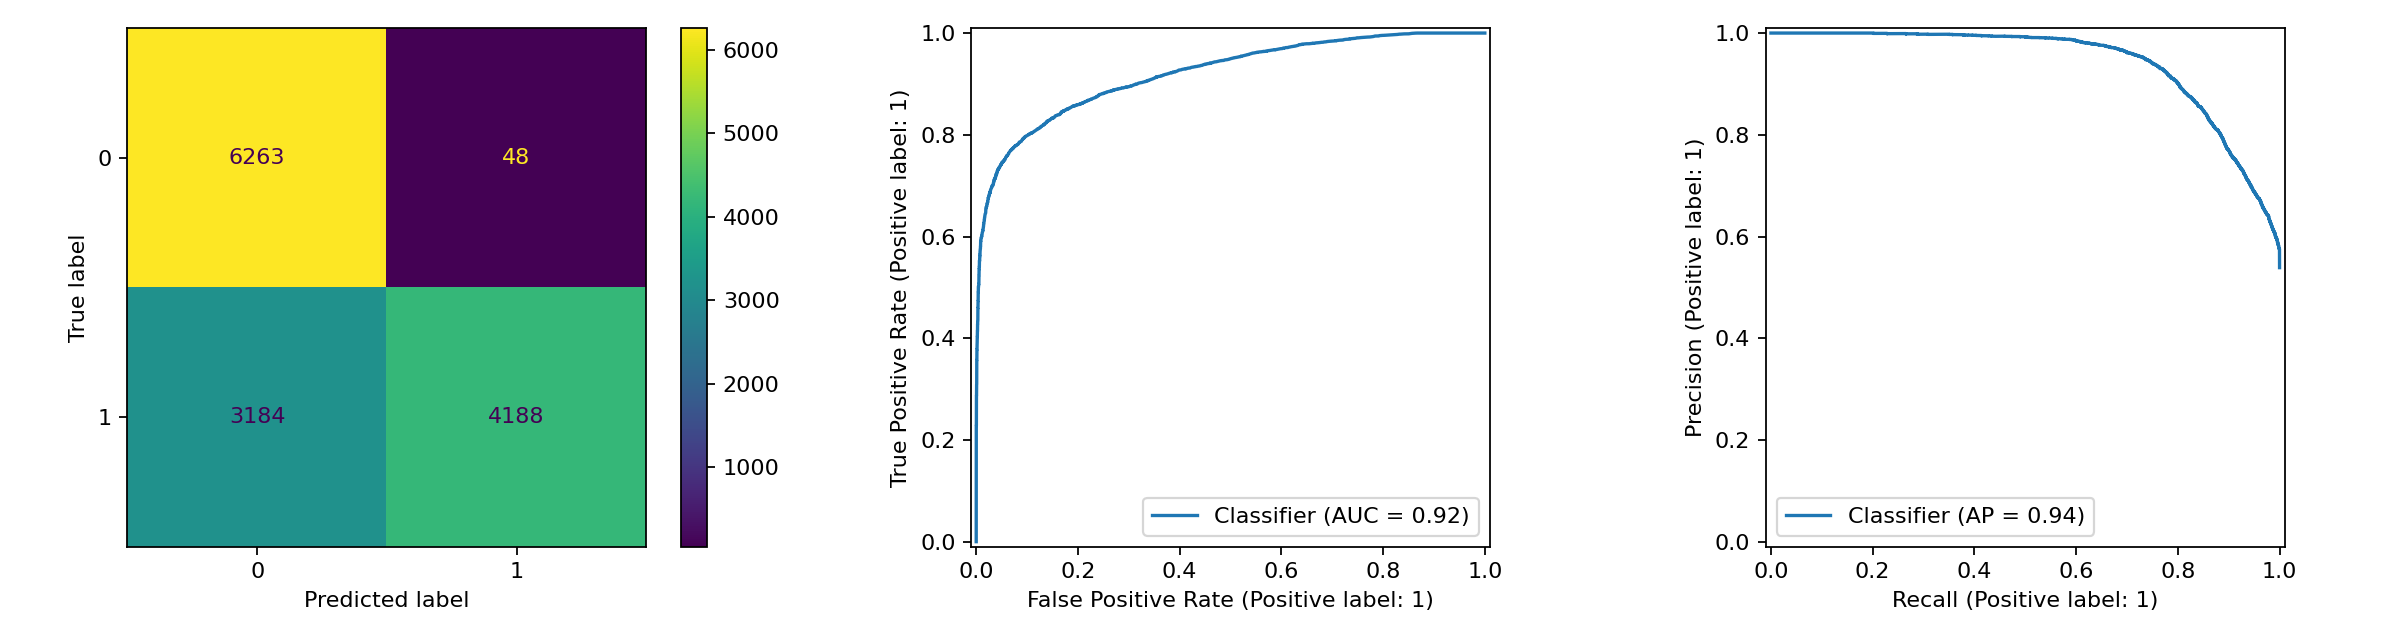 True label
0
1
6263
48
3184
4188
0
1
Predicted label
6000
5000
4000
3000
2000
1000
True Positive Rate (Positive label: 1)
1.0
0.8
0.6
0.4
0.2
0.0
Classifier (AUC = 0.92)
0.0 0.2 0.4 0.6 0.8 1.0
False Positive Rate (Positive label: 1)
Precision (Positive label: 1)
1.0
0.8
0.6
0.4
0.2
0.0
Classifier (AP = 0.94)
0.0 0.2 0.4 0.6 0.8 1.0
Recall (Positive label: 1)